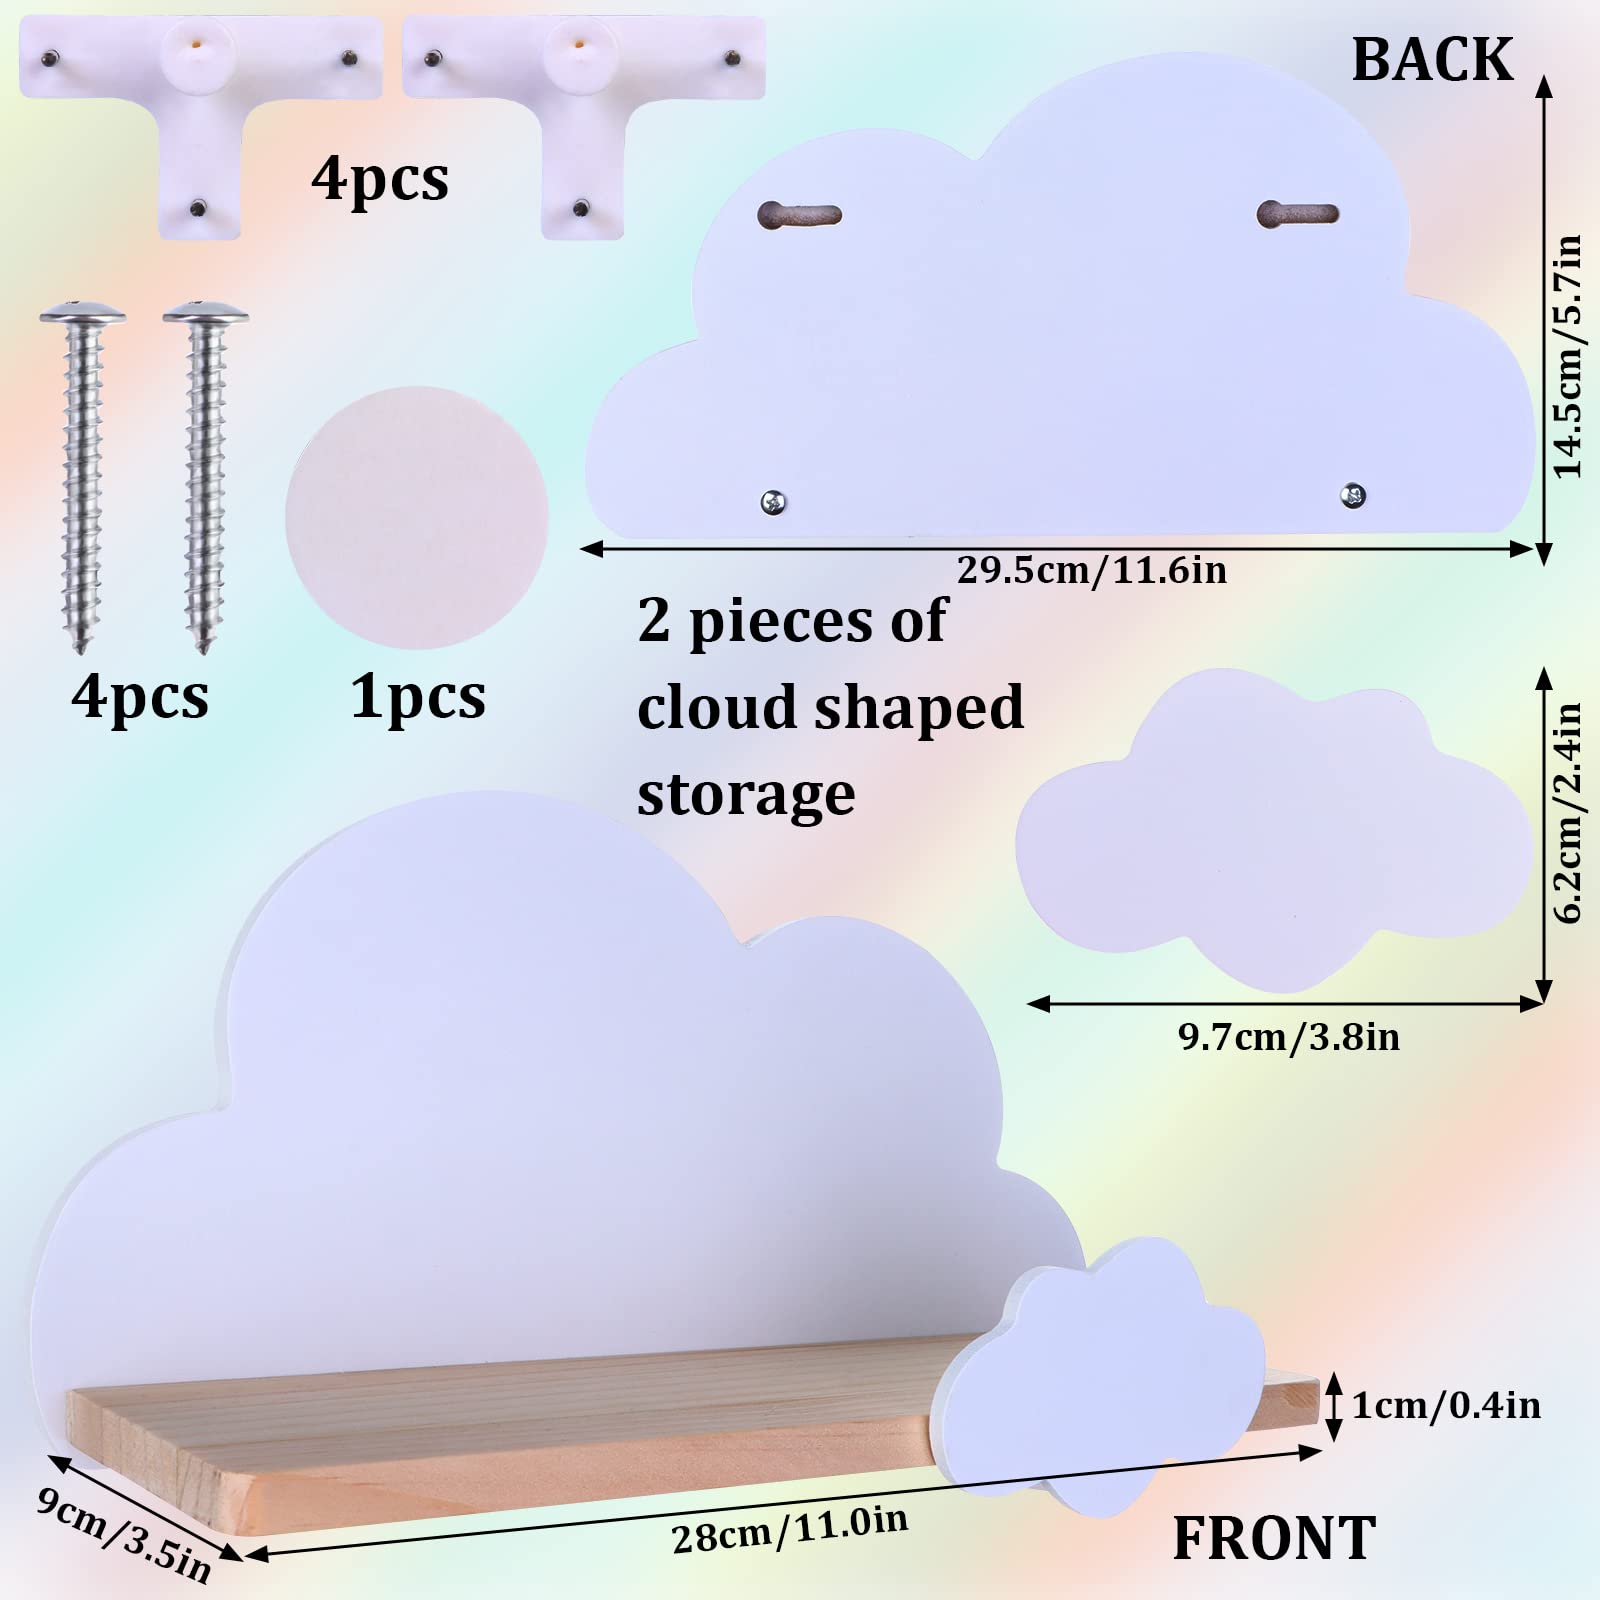 BACK
4pcs
14.5cm/5.7in
29.5cm/11.6in
4pcs
1pcs
2 pieces of
cloud shaped
storage
6.2cm/2.4in
9.7cm/3.8in
1cm/0.4in
9cm/3.5in
28cm/11.0in
FRONT